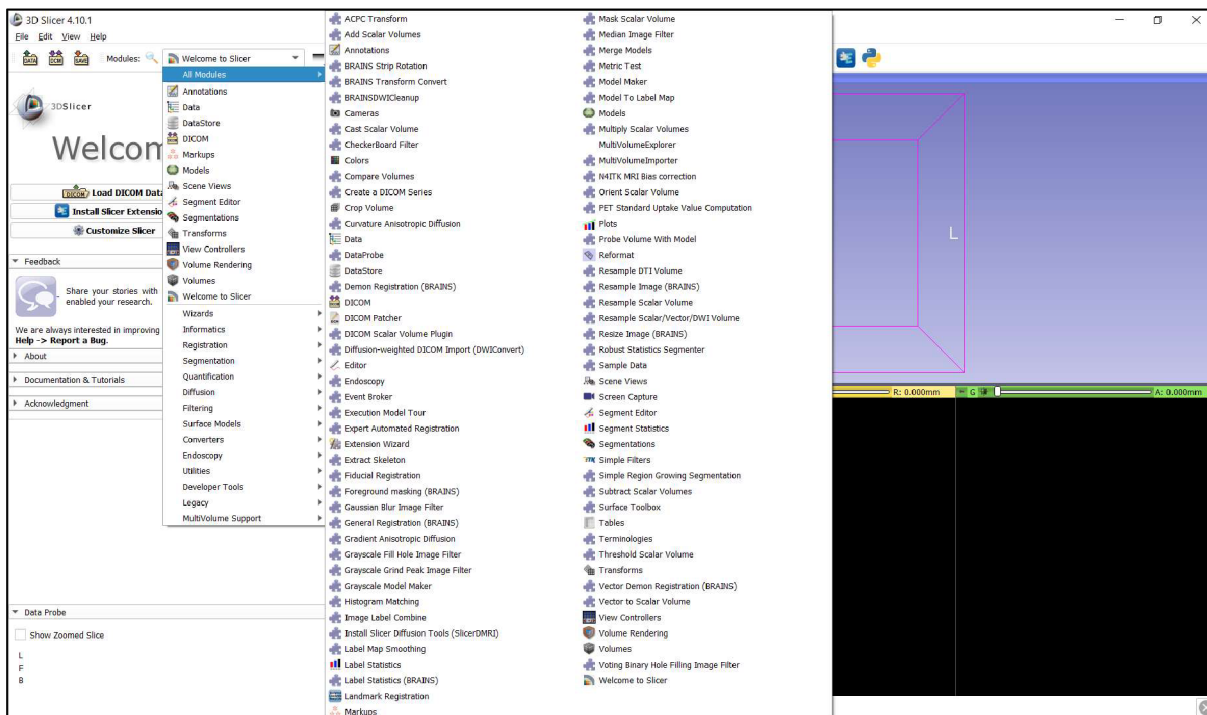 3D Slicer 4.10.1
File Edit View Help
DATA DCM SAVE Modules: Welcome to Slicer
All Modules
Annotations
Data
DataStore
DICOM
Markups
Models
Scene Views
Segment Editor
Segmentations
Transforms
View Controllers
Volume Rendering
Volumes
Welcome to Slicer
Wizards
Informatics
Registration
Segmentation
Quantification
Diffusion
Filtering
Surface Models
Converters
Endoscopy
Utilities
Developer Tools
Legacy
MultiVolume Support
3DSlicer
Welcom
DICOM Load DICOM Dat
Install Slicer Extensio
Customize Slicer
Feedback
Share your stories with
enabled your research.
We are always interested in improving
Help -> Report a Bug.
About
Documentation & Tutorials
Acknowledgment
Data Probe
Show Zoomed Slice
L
F
B
ACPC Transform
Add Scalar Volumes
Annotations
BRAINS Strip Rotation
BRAINS Transform Convert
BRAINSDWICleanup
Cameras
Cast Scalar Volume
CheckerBoard Filter
Colors
Compare Volumes
Create a DICOM Series
Crop Volume
Curvature Anisotropic Diffusion
Data
DataProbe
DataStore
Demon Registration (BRAINS)
DICOM
DICOM Patcher
DICOM Scalar Volume Plugin
Diffusion-weighted DICOM Import (DWIConvert)
Editor
Endoscopy
Event Broker
Execution Model Tour
Expert Automated Registration
Extension Wizard
Extract Skeleton
Fiducial Registration
Foreground masking (BRAINS)
Gaussian Blur Image Filter
General Registration (BRAINS)
Gradient Anisotropic Diffusion
Grayscale Fill Hole Image Filter
Grayscale Grind Peak Image Filter
Grayscale Model Maker
Histogram Matching
Image Label Combine
Install Slicer Diffusion Tools (SlicerDMRI)
Label Map Smoothing
Label Statistics
Label Statistics (BRAINS)
Landmark Registration
Markups
Mask Scalar Volume
Median Image Filter
Merge Models
Metric Test
Model Maker
Model To Label Map
Models
Multiply Scalar Volumes
MultiVolumeExplorer
MultiVolumeImporter
N4ITK MRI Bias correction
Orient Scalar Volume
PET Standard Uptake Value Computation
Plots
Probe Volume With Model
Reformat
Resample DTI Volume
Resample Image (BRAINS)
Resample Scalar Volume
Resample Scalar/Vector/DWI Volume
Resize Image (BRAINS)
Robust Statistics Segmenter
Sample Data
Scene Views
Screen Capture
Segment Editor
Segment Statistics
Segmentations
Simple Filters
Simple Region Growing Segmentation
Subtract Scalar Volumes
Surface Toolbox
Tables
Terminologies
Threshold Scalar Volume
Transforms
Vector Demon Registration (BRAINS)
Vector to Scalar Volume
View Controllers
Volume Rendering
Volumes
Voting Binary Hole Filling Image Filter
Welcome to Slicer
L
R: 0.000mm
G
A: 0.000mm